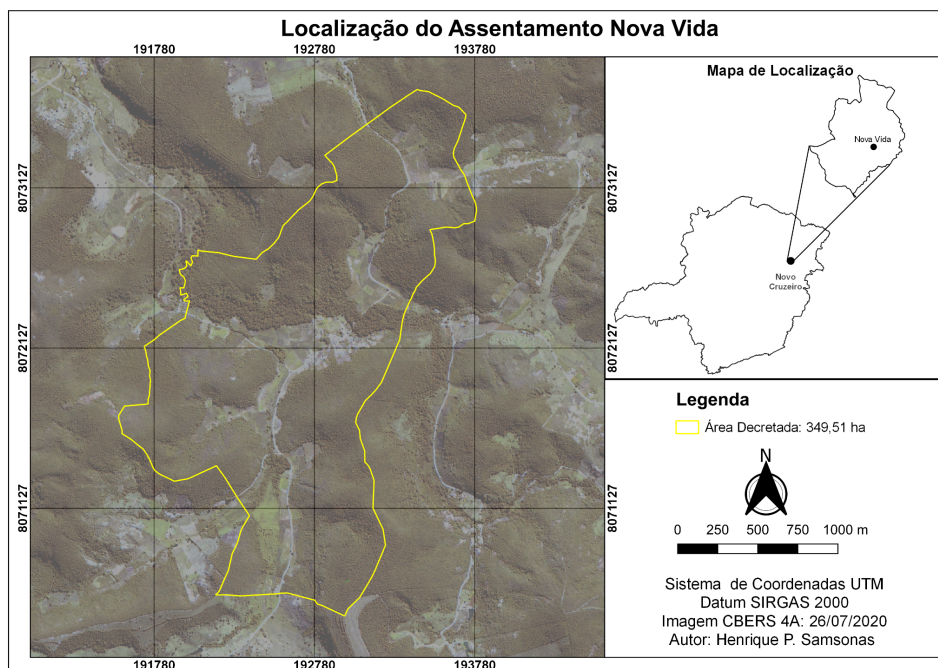 Localização do Assentamento Nova Vida
191780 192780 193780
8073127
8072127
8071127
191780 192780 193780
Mapa de Localização
Nova Vida
Novo
Cruzeiro
8073127
8072127
8071127
Legenda
Área Decretada: 349,51 ha
N
0 250 500 750 1000 m
Sistema de Coordenadas UTM
Datum SIRGAS 2000
Imagem CBERS 4A: 26/07/2020
Autor: Henrique P. Samsonas